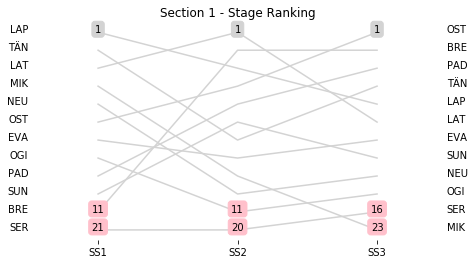 Section 1 - Stage Ranking
LAP 1 1 1 OST
TÄN BRE
LAT PAD
MIK TÄN
NEU LAP
OST LAT
EVA EVA
OGI SUN
PAD NEU
SUN OGI
BRE 11 11 16 SER
SER 21 20 23 MIK
SS1 SS2 SS3